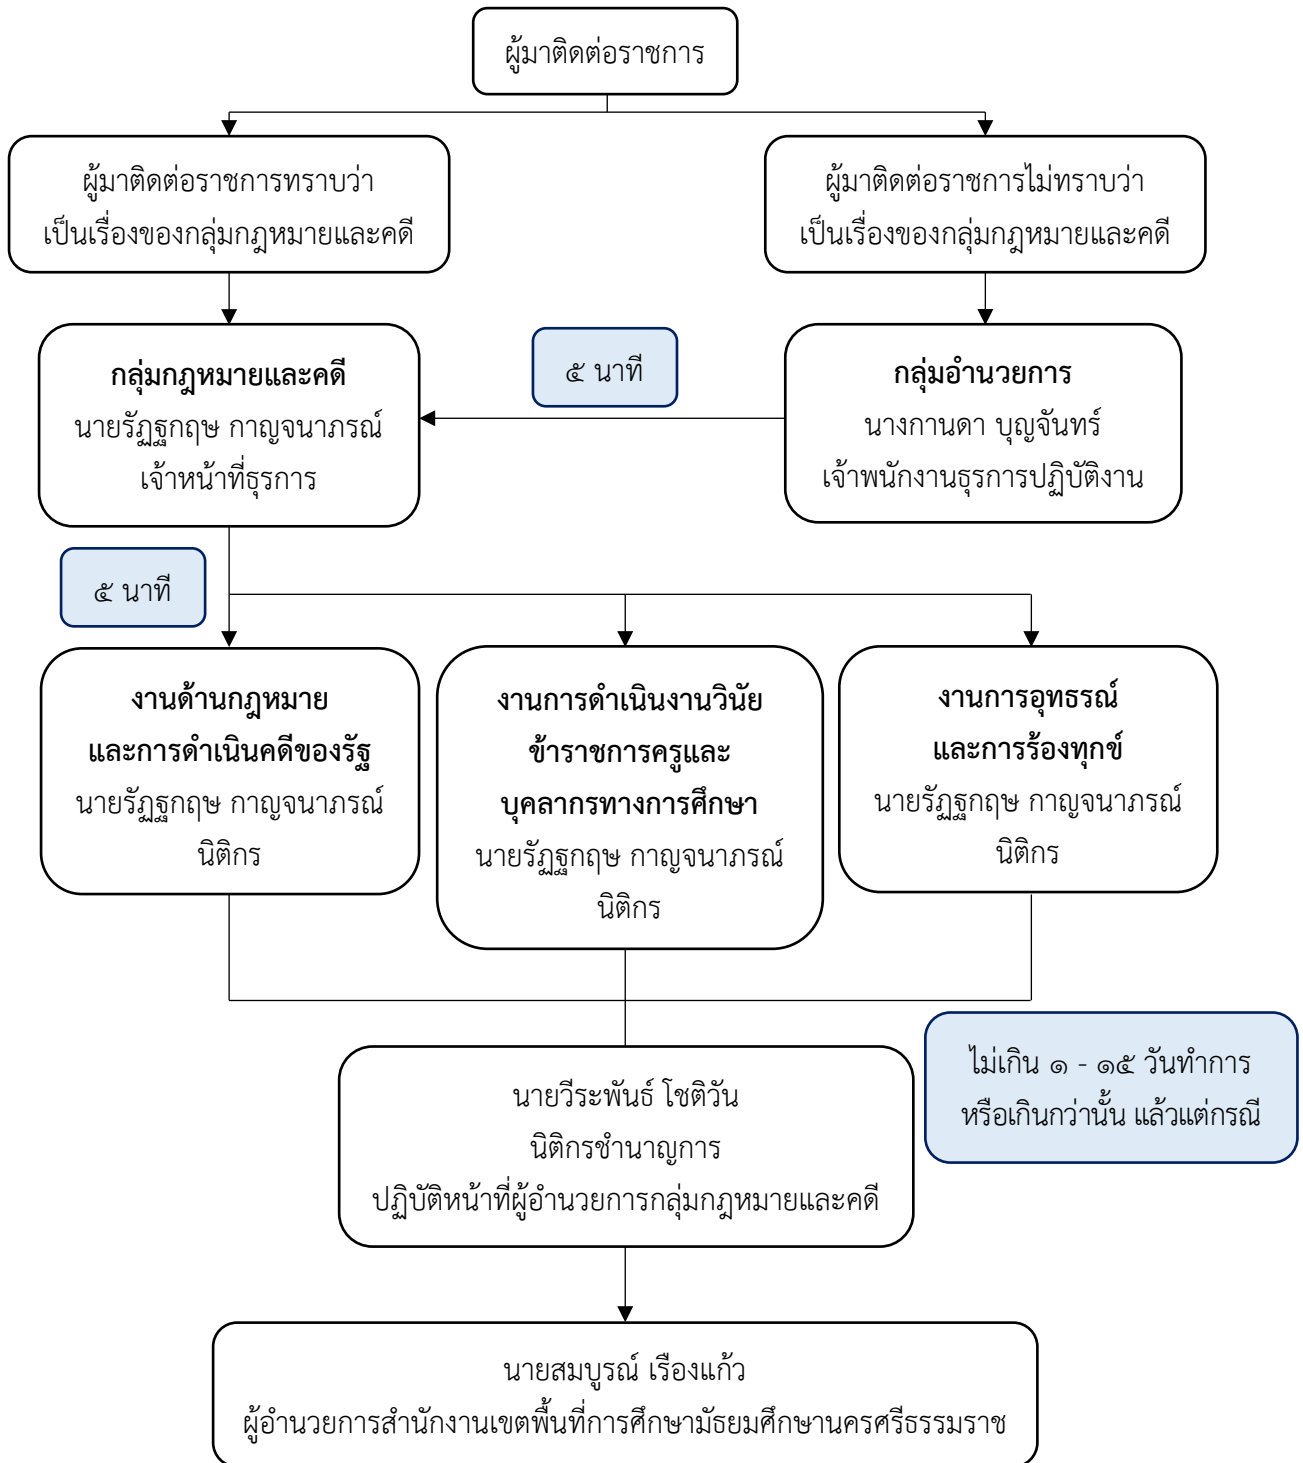 ผู้มาติดต่อราชการ
ผู้มาติดต่อราชการทราบว่า
เป็นเรื่องของกลุ่มกฎหมายและคดี
ผู้มาติดต่อราชการไม่ทราบว่า
เป็นเรื่องของกลุ่มกฎหมายและคดี
กลุ่มกฎหมายและคดี
นายรัฏฐกฤษ กาญจนาภรณ์
เจ้าหน้าที่ธุรการ
๕ นาที
กลุ่มอำนวยการ
นางกานดา บุญจันทร์
เจ้าพนักงานธุรการปฏิบัติงาน
๕ นาที
งานด้านกฎหมาย
และการดำเนินคดีของรัฐ
นายรัฏฐกฤษ กาญจนาภรณ์
นิติกร
งานการดำเนินงานวินัย
ข้าราชการครูและ
บุคลากรทางการศึกษา
นายรัฏฐกฤษ กาญจนาภรณ์
นิติกร
งานการอุทธรณ์
และการร้องทุกข์
นายรัฏฐกฤษ กาญจนาภรณ์
นิติกร
ไม่เกิน ๑ - ๑๕ วันทำการ
หรือเกินกว่านั้น แล้วแต่กรณี
นายวีระพันธ์ โชติวัน
นิติกรชำนาญการ
ปฏิบัติหน้าที่ผู้อำนวยการกลุ่มกฎหมายและคดี
นายสมบูรณ์ เรืองแก้ว
ผู้อำนวยการสำนักงานเขตพื้นที่การศึกษามัธยมศึกษานครศรีธรรมราช